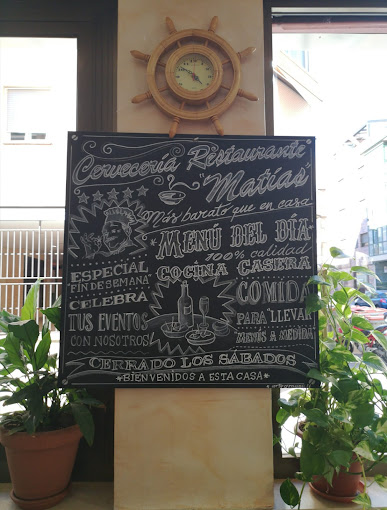 Cervecería Restaurante
"Matías"
Más barato que en casa
*MENÚ DEL DÍA*
100% calidad
COCINA CASERA
ESPECIAL
"FIN DE SEMANA"
CELEBRA
TUS EVENTOS
CON NOSOTROS
COMIDA
PARA "LLEVAR"
MENÚS A MEDIDA
CERRADO LOS SÁBADOS
*BIENVENIDOS A ESTA CASA*